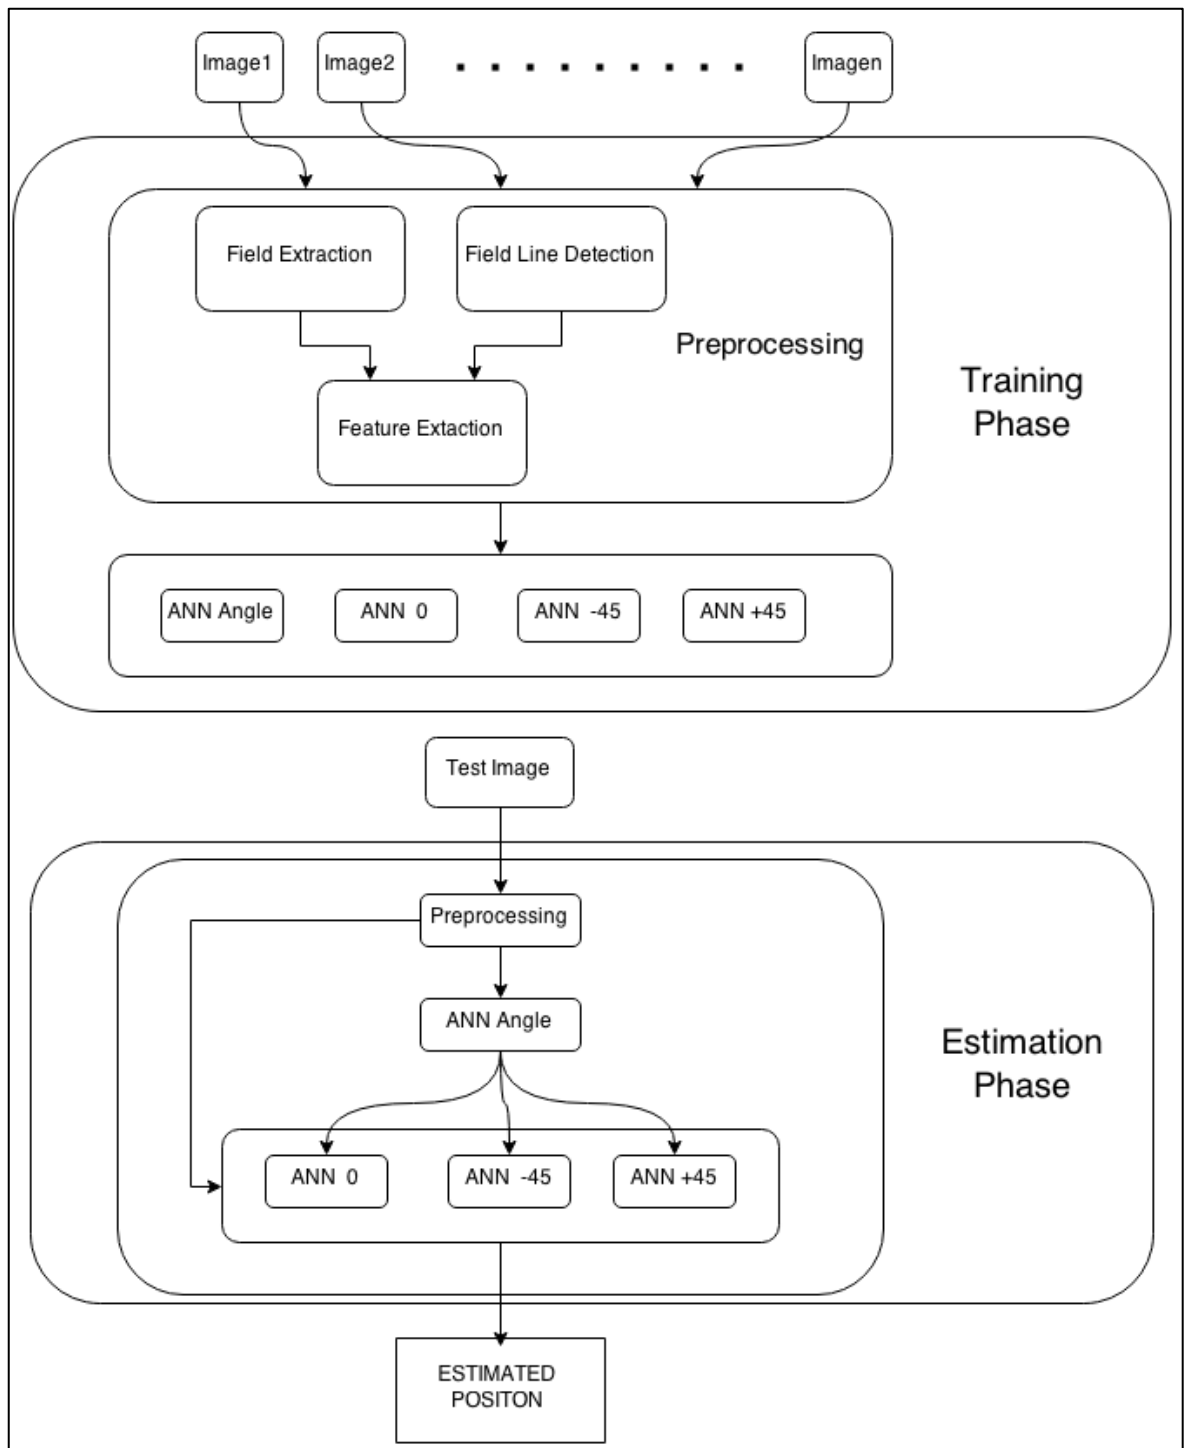 Image1
Image2
Imagen
Field Extraction
Field Line Detection
Preprocessing
Training
Phase
Feature Extaction
ANN Angle
ANN 0
ANN -45
ANN +45
Test Image
Preprocessing
ANN Angle
Estimation
Phase
ANN 0
ANN -45
ANN +45
ESTIMATED
POSITON